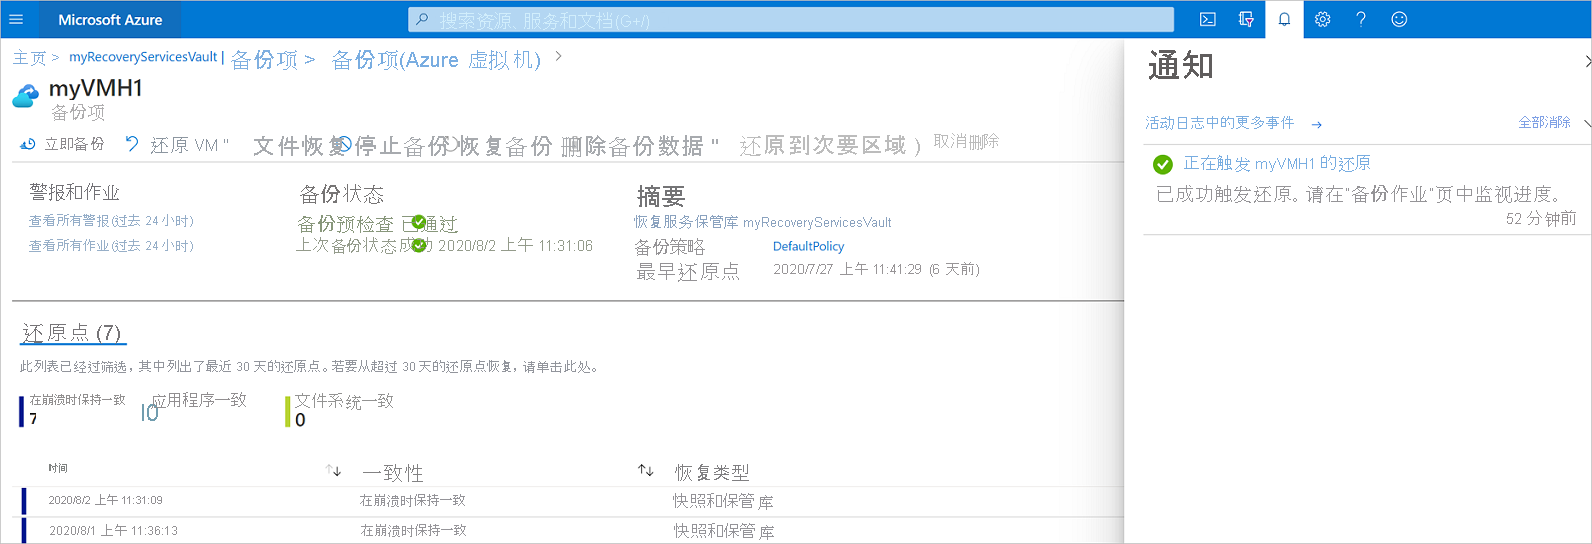 Microsoft Azure
搜索资源, 服务和文档(G+/)
主页 > myRecoveryServicesVault | 备份项 > 备份项(Azure 虚拟机) >
myVMH1
备份项
立即备份 还原 VM " 文件恢复 停止备份 恢复备份 删除备份数据 " 还原到次要区域 ) 取消删除
警报和作业
查看所有警报(过去 24 小时)
查看所有作业(过去 24 小时)
备份状态
备份预检查 已通过
上次备份状态成功 2020/8/2 上午 11:31:06
摘要
恢复服务保管库 myRecoveryServicesVault
备份策略 DefaultPolicy
最早还原点 2020/7/27 上午 11:41:29 (6 天前)
还原点 (7)
此列表已经过筛选，其中列出了最近 30 天的还原点。若要从超过 30 天的还原点恢复，请单击此处。
在崩溃时保持一致
7
应用程序一致
0
文件系统一致
0
时间 一致性 恢复类型
2020/8/2 上午 11:31:09 在崩溃时保持一致 快照和保管库
2020/8/1 上午 11:36:13 在崩溃时保持一致 快照和保管库
通知
活动日志中的更多事件 → 全部消除
正在触发 myVMH1 的还原
已成功触发还原。请在"备份作业"页中监视进度。
52 分钟前